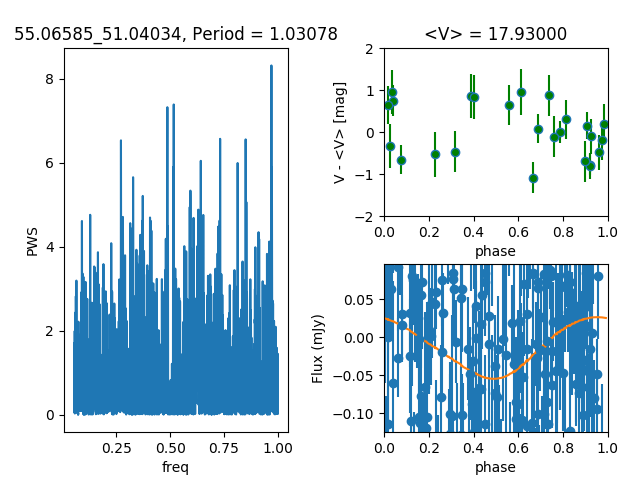 55.06585_51.04034, Period = 1.03078
8
6
4
2
0
PWS
0.25 0.50 0.75 1.00
freq
<V> = 17.93000
2
1
0
−1
−2
V - <V> [mag]
0.0 0.2 0.4 0.6 0.8 1.0
phase
0.05
0.00
−0.05
−0.10
Flux (mJy)
0.0 0.2 0.4 0.6 0.8 1.0
phase